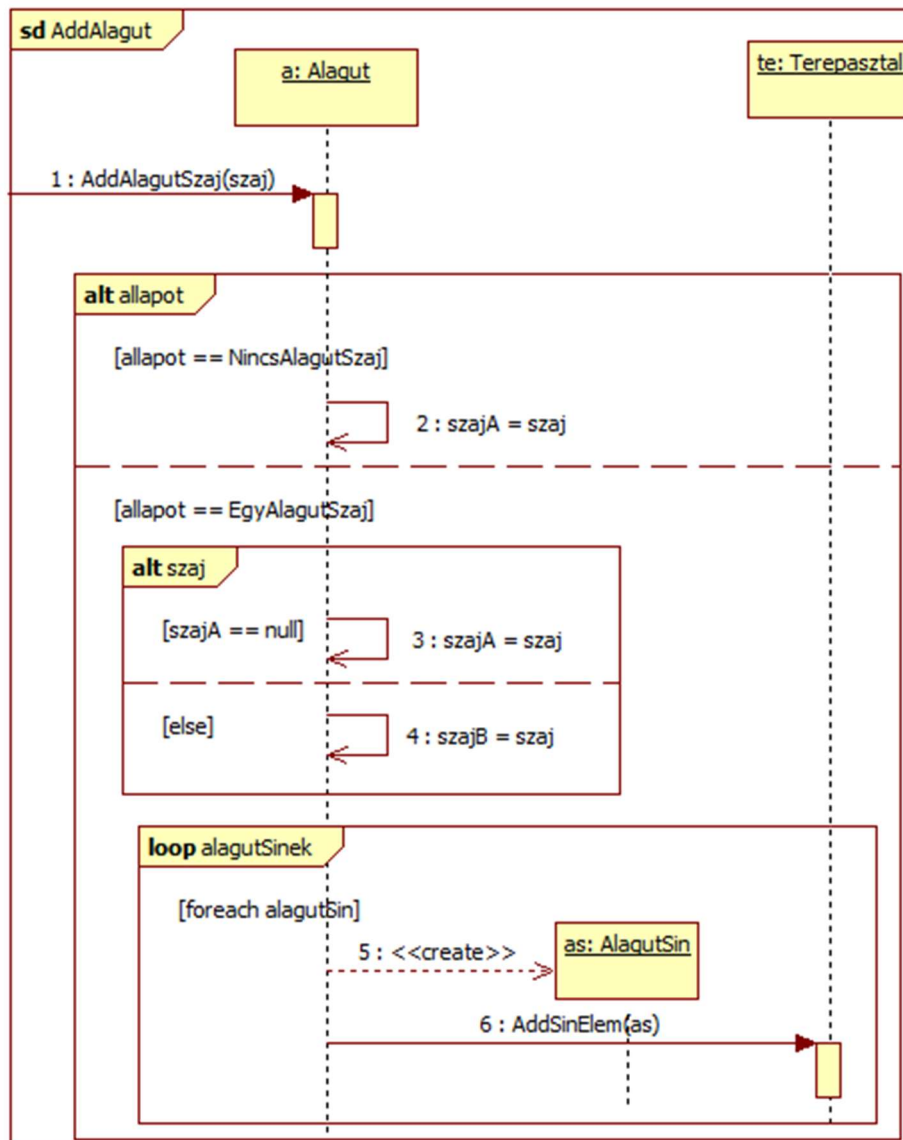 sd AddAlagut
a: Alagut
te: Terepasztal
1 : AddAlagutSzaj(szaj)
alt allapot
[allapot == NincsAlagutSzaj]
2 : szajA = szaj
[allapot == EgyAlagutSzaj]
alt szaj
[szajA == null]
3 : szajA = szaj
[else]
4 : szajB = szaj
loop alagutSinek
[foreach alagutSin]
5 : <<create>>
as: AlagutSin
6 : AddSinElem(as)